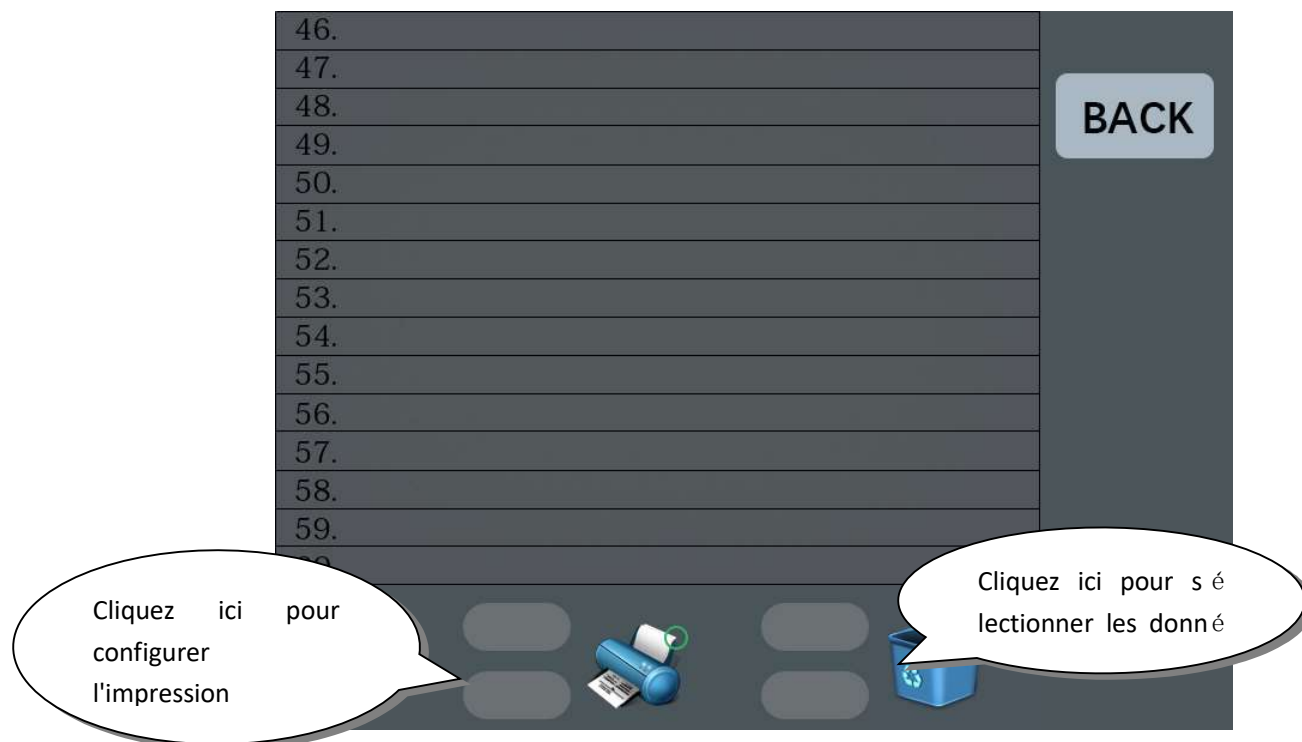 46.
47.
48.
49.
50.
51.
52.
53.
54.
55.
56.
57.
58.
59.
BACK
Cliquez ici pour
configurer
l'impression
Cliquez ici pour s é
lectionner les donn é